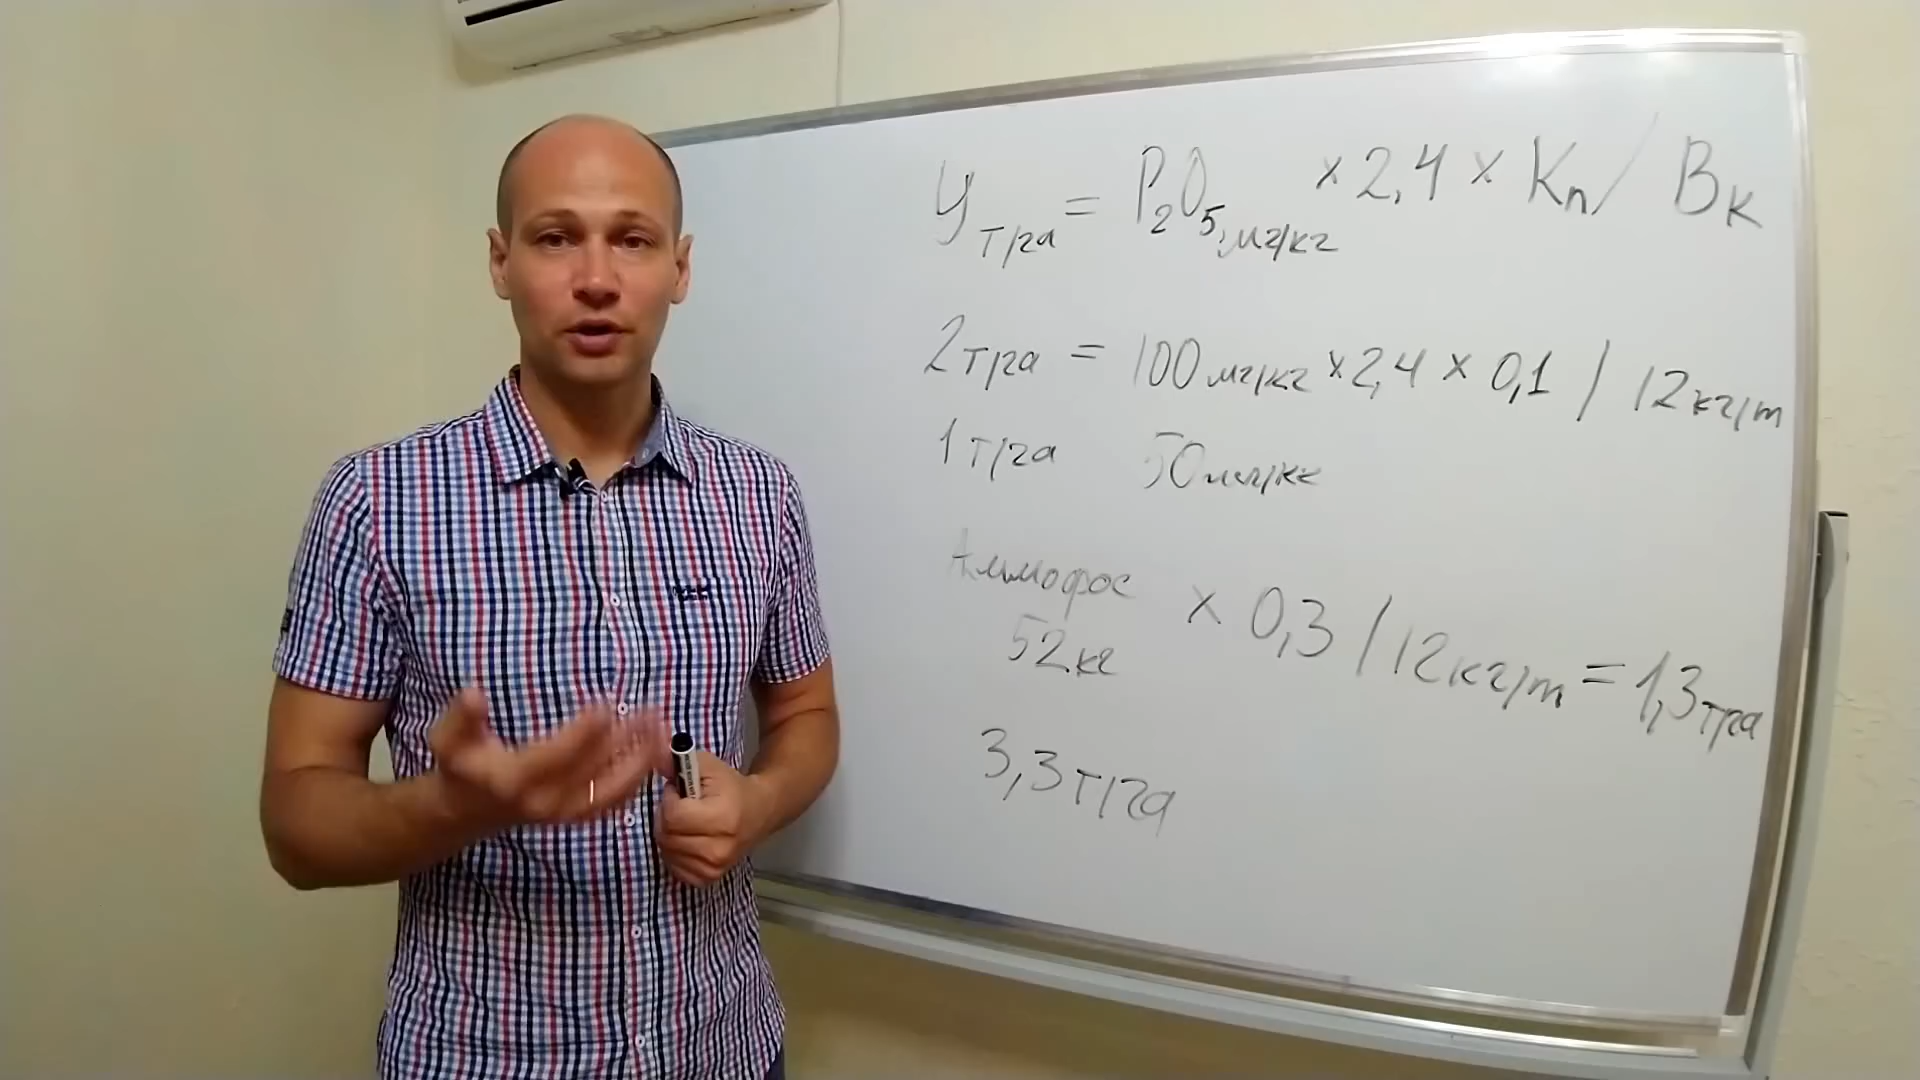 У т/га = P2O5, мг/кг × 2,4 × Кп / Вк
2 т/га = 100 мг/кг × 2,4 × 0,1 / 12 кг/т
1 т/га 50 мг/кг
Аммофос
52 кг × 0,3 / 12 кг/т = 1,3 т/га
3,3 т/га